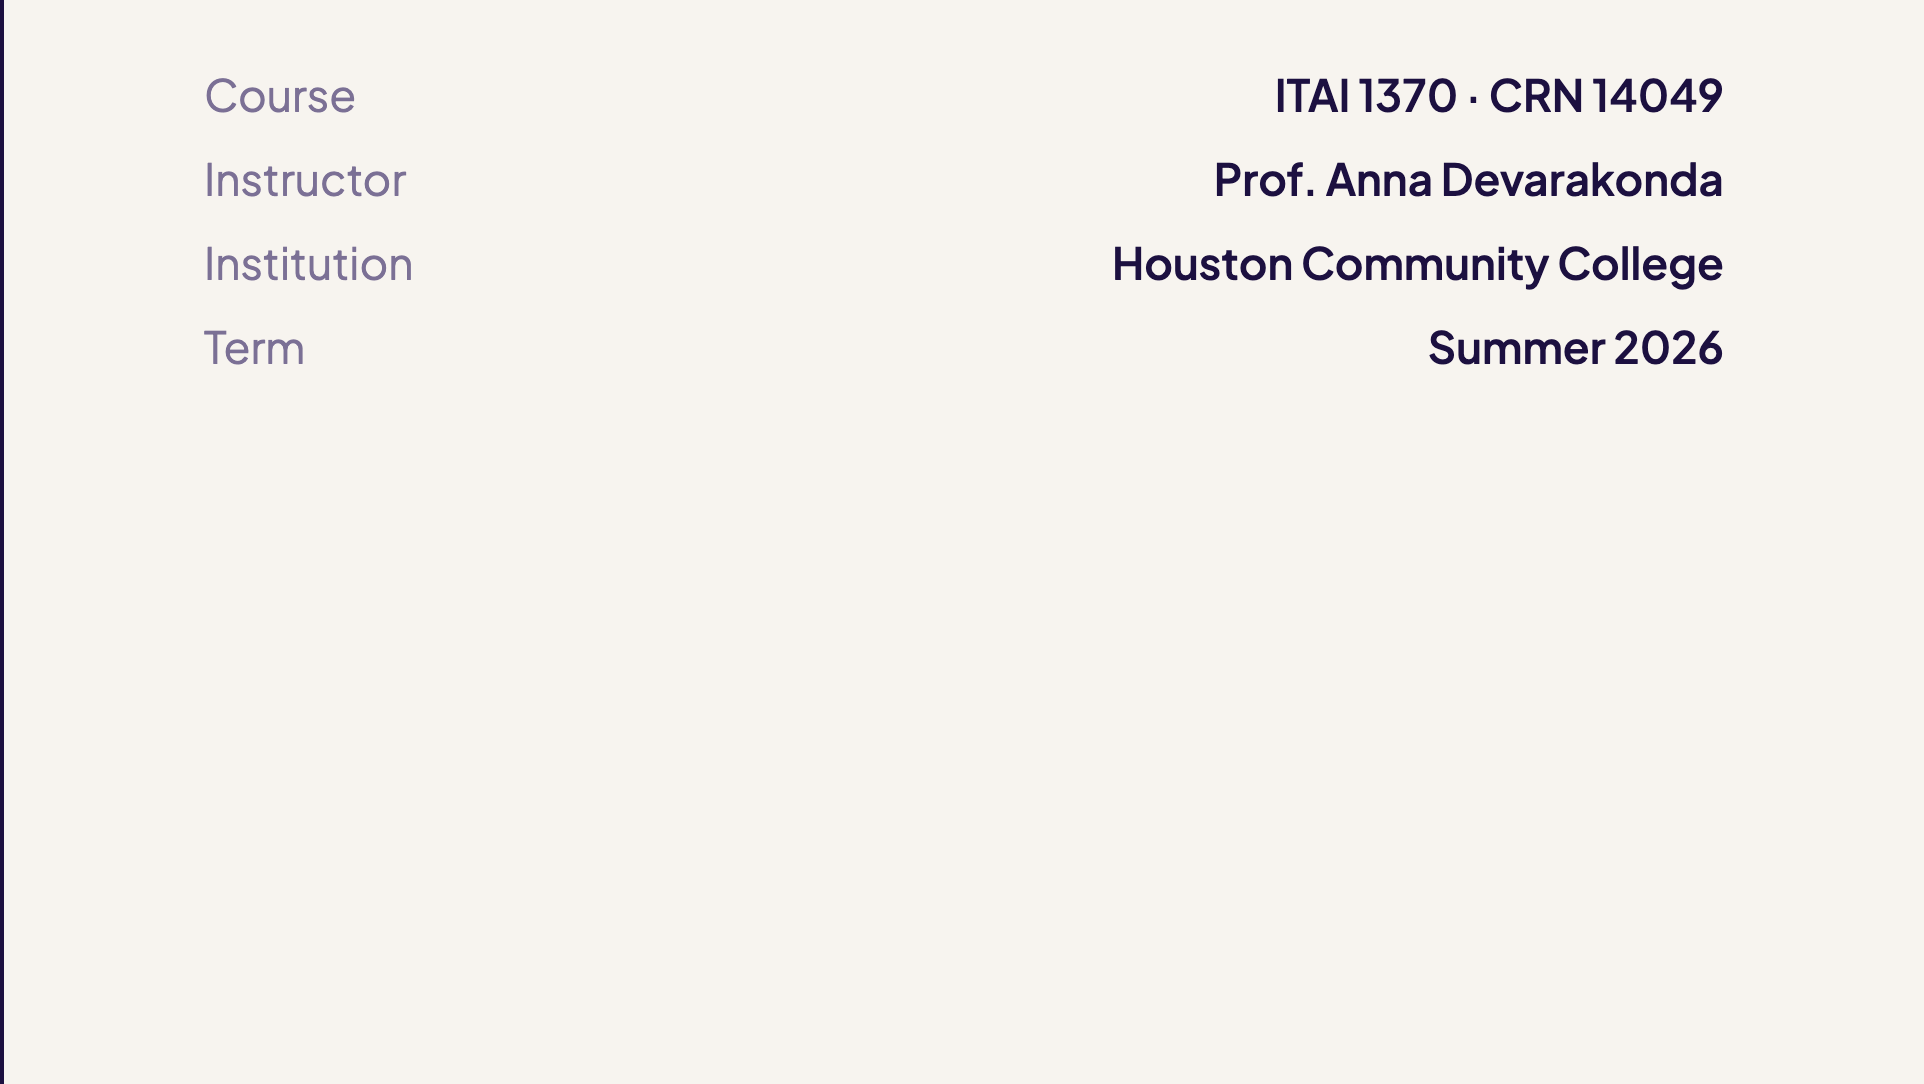 Course ITAI 1370 · CRN 14049
Instructor Prof. Anna Devarakonda
Institution Houston Community College
Term Summer 2026